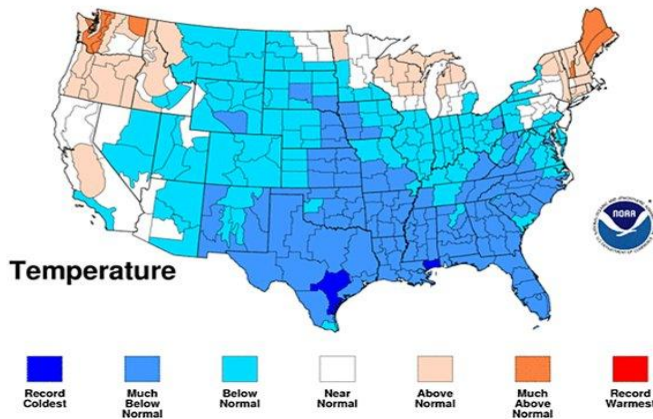 NOAA
Temperature
Record
Coldest
Much
Below
Normal
Below
Normal
Near
Normal
Above
Normal
Much
Above
Normal
Record
Warmest